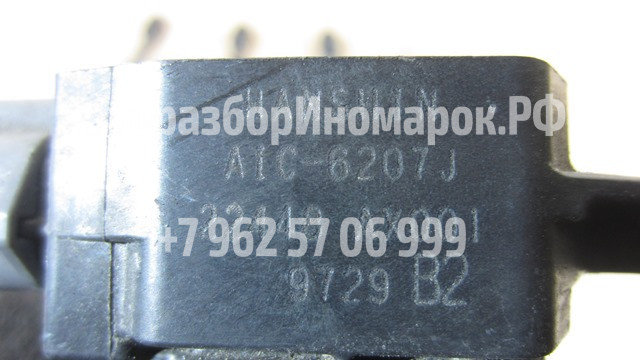 HANSHIN
разборИномарок.РФ
AIC-6207J
+7 962 57 06 999
9729 B2